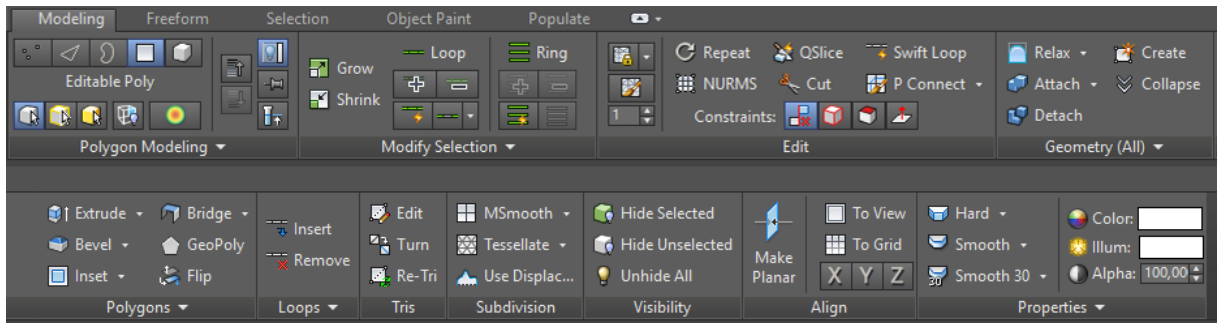 Modeling Freeform Selection Object Paint Populate
Loop Ring Repeat QSlice Swift Loop Relax Create
Grow
Editable Poly NURMS Cut P Connect Attach Collapse
Shrink
1 Constraints: Detach
Polygon Modeling Modify Selection Edit Geometry (All)
Extrude Bridge Edit MSmooth Hide Selected To View Hard Color:
Insert
Bevel GeoPoly Turn Tessellate Hide Unselected To Grid Smooth Illum:
Remove Make
Inset Flip Re-Tri Use Displac... Unhide All Planar X Y Z 30 Smooth 30 Alpha: 100,00
Polygons Loops Tris Subdivision Visibility Align Properties